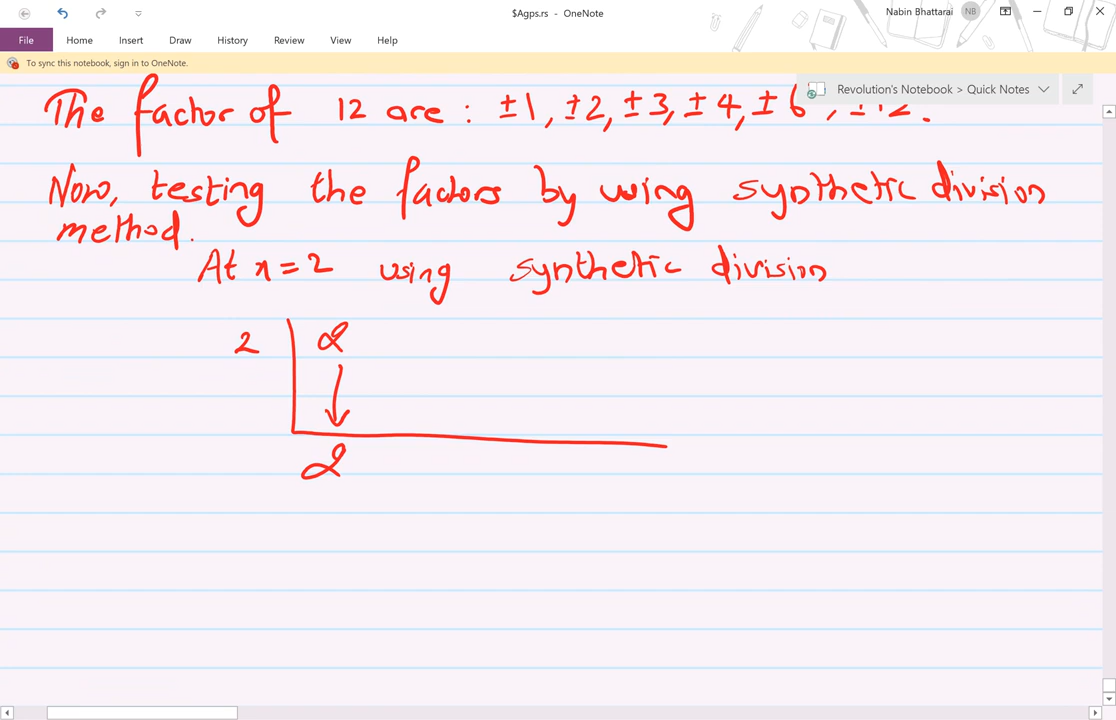 $Agps.rs - OneNote
Nabin Bhattarai NB
File Home Insert Draw History Review View Help
To sync this notebook, sign in to OneNote.
Revolution's Notebook > Quick Notes
The factor of 12 are : ±1, ±2, ±3, ±4, ±6, ±12.
Now, testing the factors by using synthetic division
method.
At x = 2 using synthetic division
2 2
2